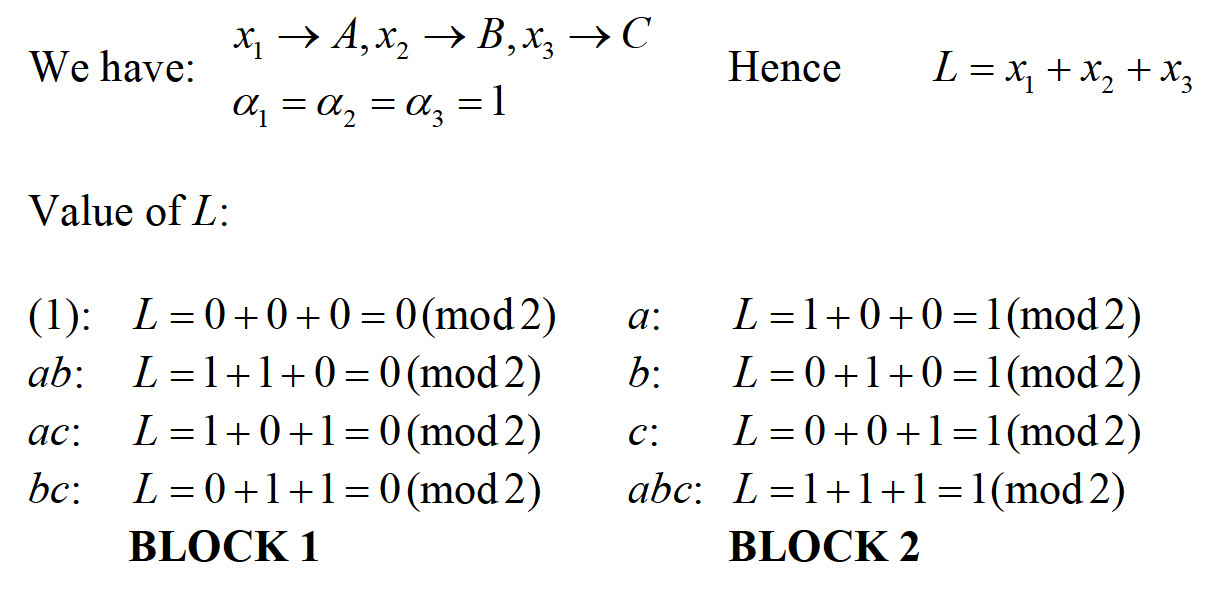 We have: x₁ → A, x₂ → B, x₃ → C Hence L = x₁ + x₂ + x₃
α₁ = α₂ = α₃ = 1
Value of L:
(1): L = 0 + 0 + 0 = 0 (mod 2) a: L = 1 + 0 + 0 = 1 (mod 2)
ab: L = 1 + 1 + 0 = 0 (mod 2) b: L = 0 + 1 + 0 = 1 (mod 2)
ac: L = 1 + 0 + 1 = 0 (mod 2) c: L = 0 + 0 + 1 = 1 (mod 2)
bc: L = 0 + 1 + 1 = 0 (mod 2) abc: L = 1 + 1 + 1 = 1 (mod 2)
BLOCK 1 BLOCK 2